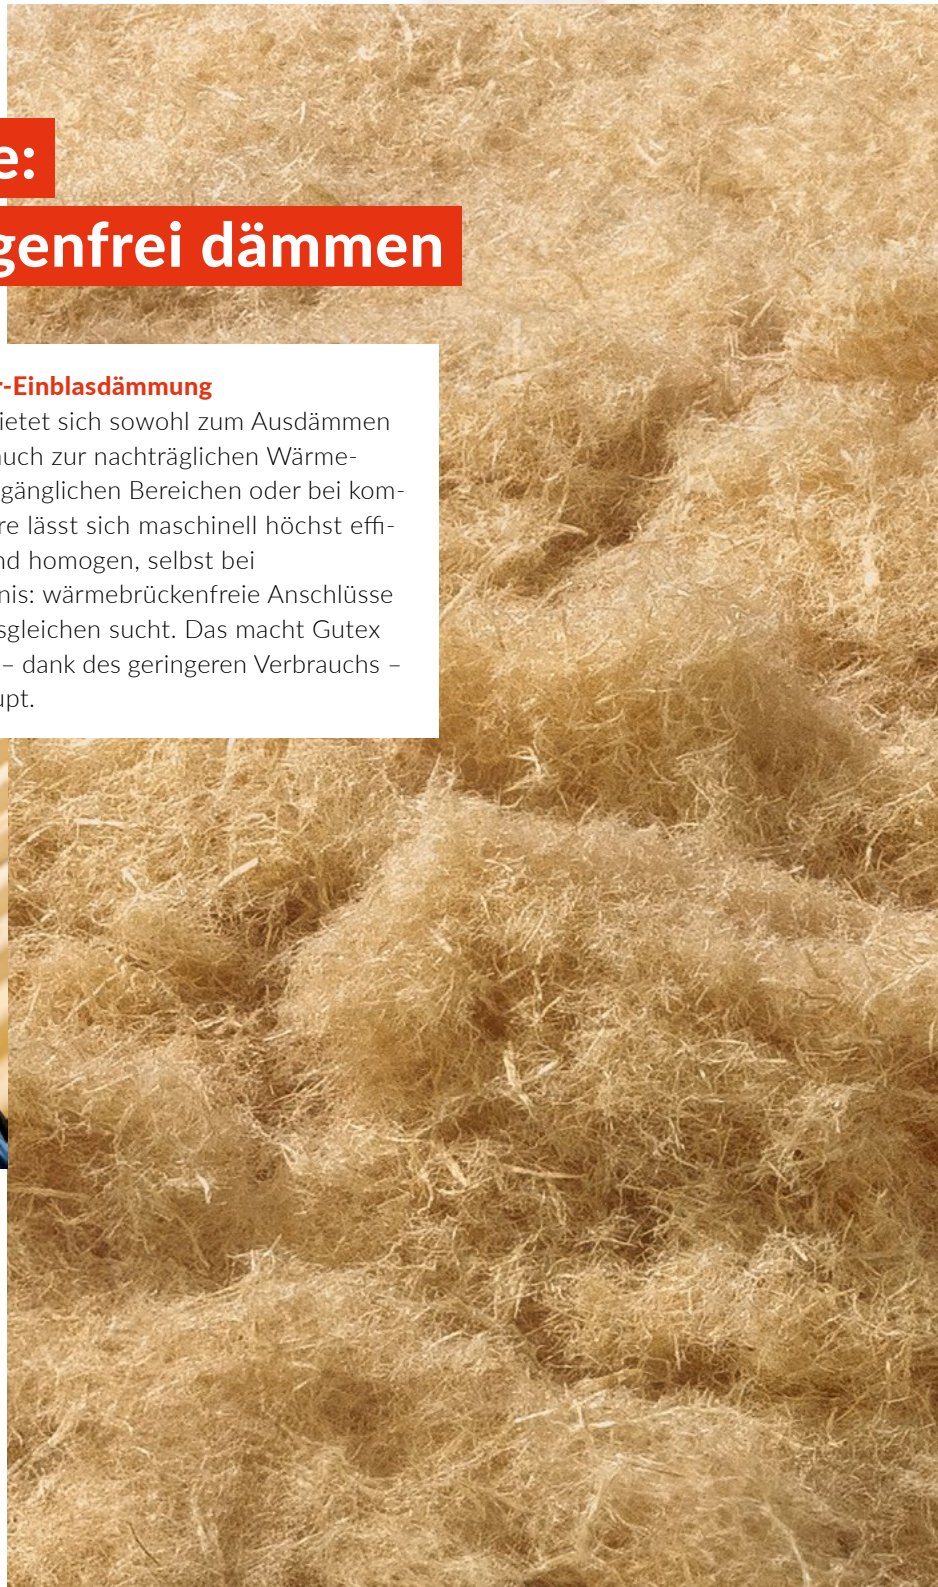 e:
genfrei dämmen
r-Einblasdämmung
ietet sich sowohl zum Ausdämmen
auch zur nachträglichen Wärme-
gänglichen Bereichen oder bei kom-
re lässt sich maschinell höchst effi-
nd homogen, selbst bei
nis: wärmebrückenfreie Anschlüsse
sgleichen sucht. Das macht Gutex
– dank des geringeren Verbrauchs –
upt.